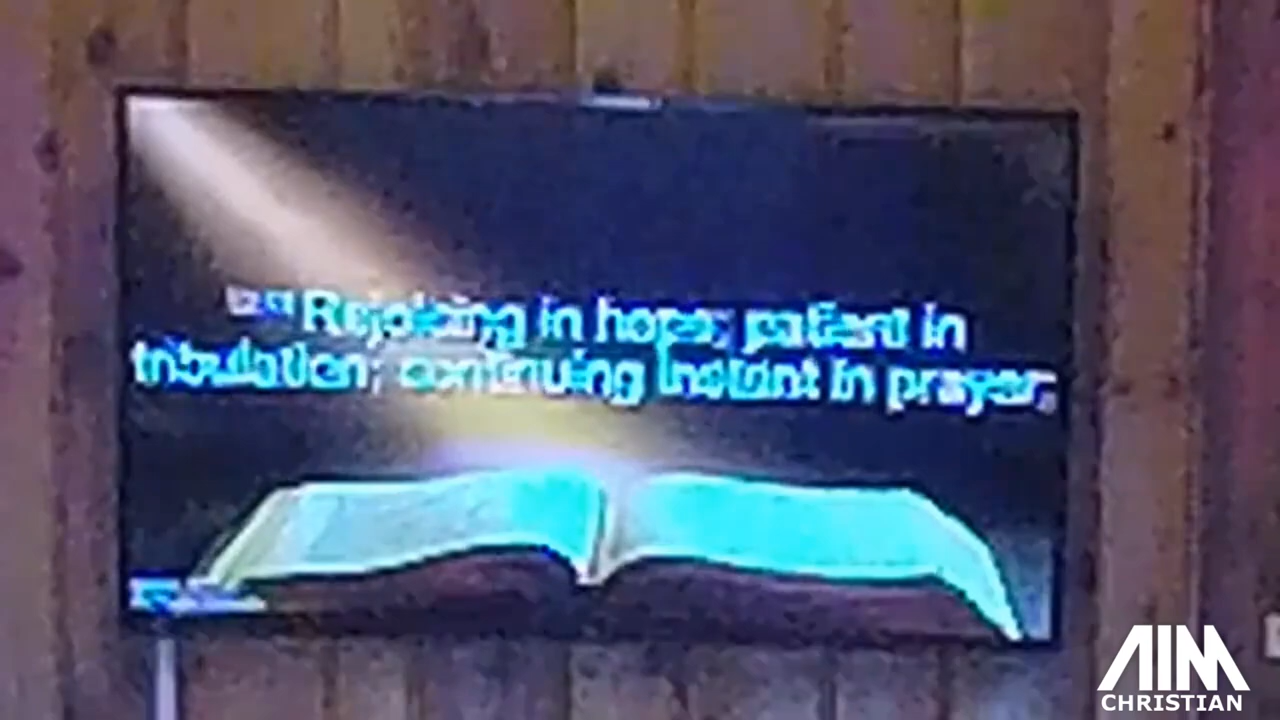 Rejoicing in hope; patient in
tribulation; continuing instant in prayer;
AIM
CHRISTIAN